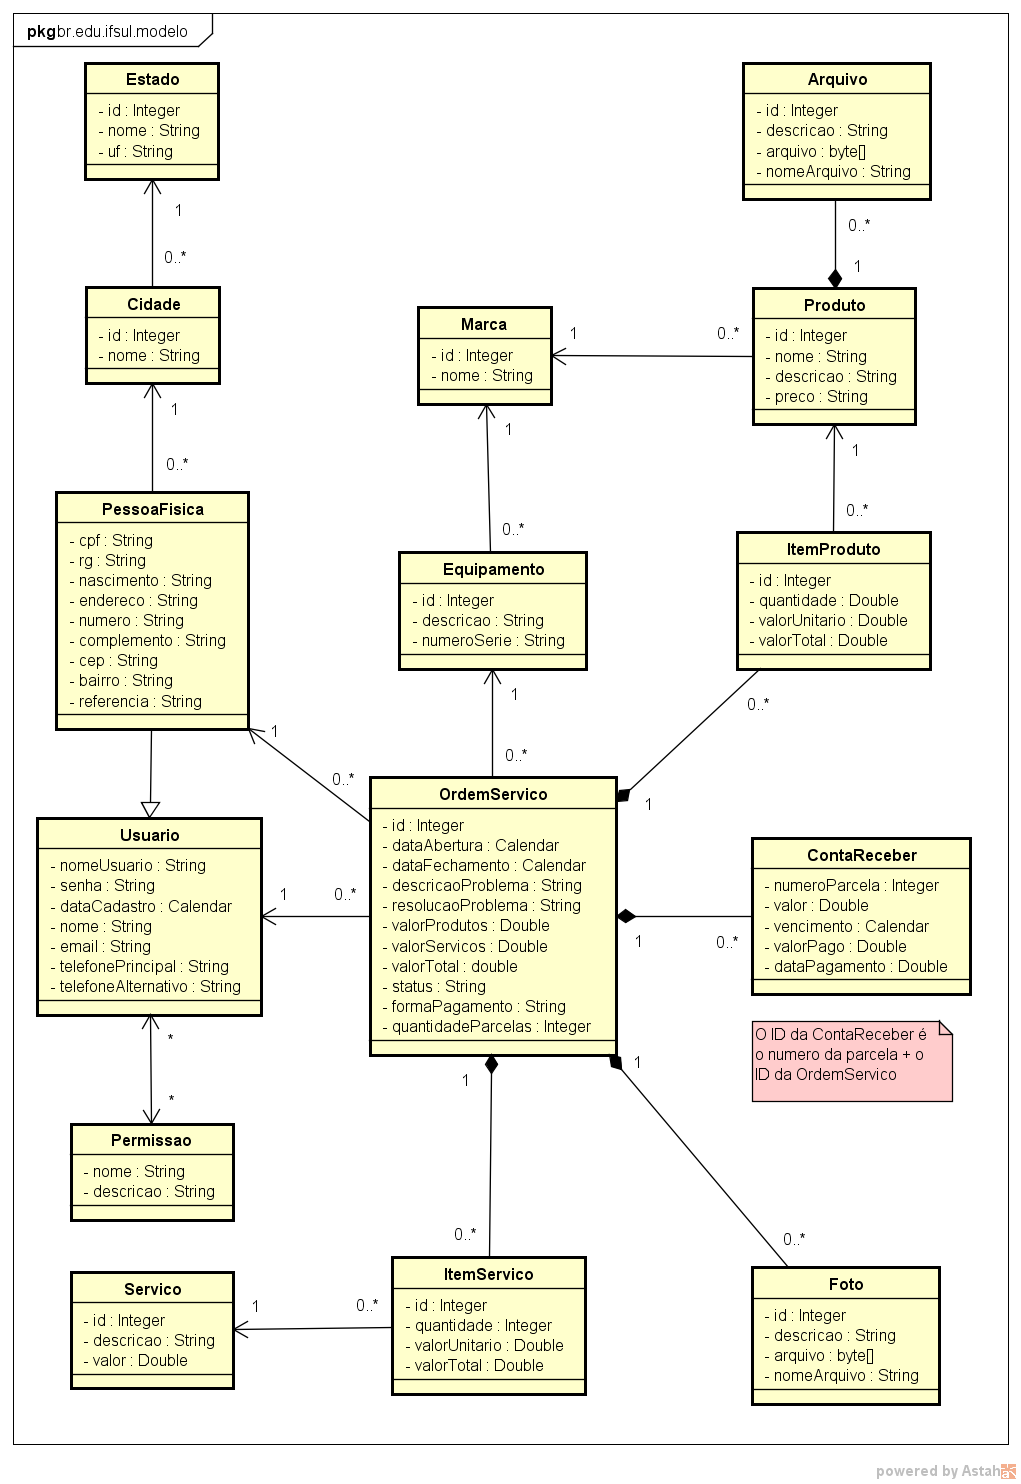 pkg br.edu.ifsul.modelo
Estado
- id : Integer
- nome : String
- uf : String
1
0..*
Cidade
- id : Integer
- nome : String
1
0..*
PessoaFisica
- cpf : String
- rg : String
- nascimento : String
- endereco : String
- numero : String
- complemento : String
- cep : String
- bairro : String
- referencia : String
1
0..*
Usuario
- nomeUsuario : String
- senha : String
- dataCadastro : Calendar
- nome : String
- email : String
- telefonePrincipal : String
- telefoneAlternativo : String
1
0..*
*
*
Permissao
- nome : String
- descricao : String
Servico
- id : Integer
- descricao : String
- valor : Double
1
0..*
Marca
- id : Integer
- nome : String
1
0..*
1
0..*
Equipamento
- id : Integer
- descricao : String
- numeroSerie : String
1
0..*
OrdemServico
- id : Integer
- dataAbertura : Calendar
- dataFechamento : Calendar
- descricaoProblema : String
- resolucaoProblema : String
- valorProdutos : Double
- valorServicos : Double
- valorTotal : double
- status : String
- formaPagamento : String
- quantidadeParcelas : Integer
1
0..*
ItemServico
- id : Integer
- quantidade : Integer
- valorUnitario : Double
- valorTotal : Double
Arquivo
- id : Integer
- descricao : String
- arquivo : byte[]
- nomeArquivo : String
0..*
1
Produto
- id : Integer
- nome : String
- descricao : String
- preco : String
1
0..*
ItemProduto
- id : Integer
- quantidade : Double
- valorUnitario : Double
- valorTotal : Double
0..*
1
ContaReceber
- numeroParcela : Integer
- valor : Double
- vencimento : Calendar
- valorPago : Double
- dataPagamento : Double
1
0..*
O ID da ContaReceber é
o numero da parcela + o
ID da OrdemServico
1
0..*
Foto
- id : Integer
- descricao : String
- arquivo : byte[]
- nomeArquivo : String
powered by Astah